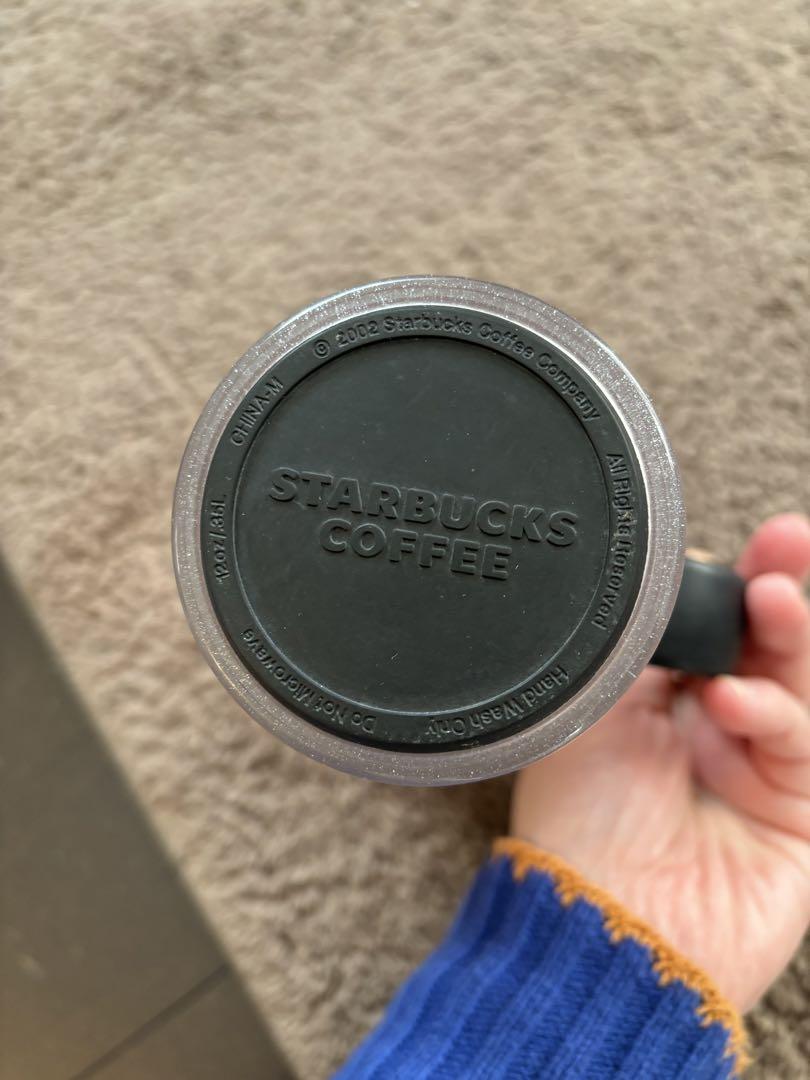 STARBUCKS
COFFEE
© 2002 Starbucks Coffee Company
All Rights Reserved
Hand Wash Only
Do Not Microwave
12oz/.35L
CHINA-M